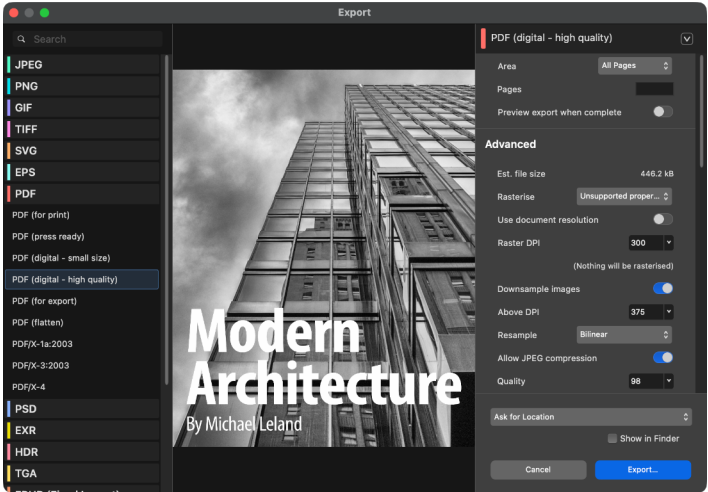 Export
Search
JPEG
PNG
GIF
TIFF
SVG
EPS
PDF
PDF (for print)
PDF (press ready)
PDF (digital - small size)
PDF (digital - high quality)
PDF (for export)
PDF (flatten)
PDF/X-1a:2003
PDF/X-3:2003
PDF/X-4
PSD
EXR
HDR
TGA
Modern
Architecture
By Michael Leland
PDF (digital - high quality)
Area All Pages
Pages
Preview export when complete
Advanced
Est. file size 446.2 kB
Rasterise Unsupported proper...
Use document resolution
Raster DPI 300
(Nothing will be rasterised)
Downsample images
Above DPI 375
Resample Bilinear
Allow JPEG compression
Quality 98
Ask for Location
Show in Finder
Cancel Export...